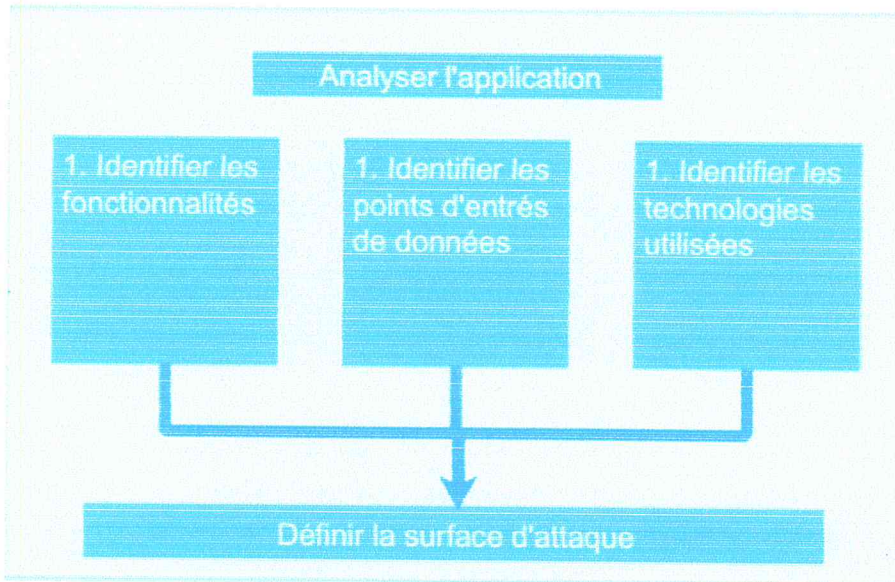 Analyser l'application
1. Identifier les
fonctionnalités
1. Identifier les
points d'entrés
de données
1. Identifier les
technologies
utilisées
Définir la surface d'attaque